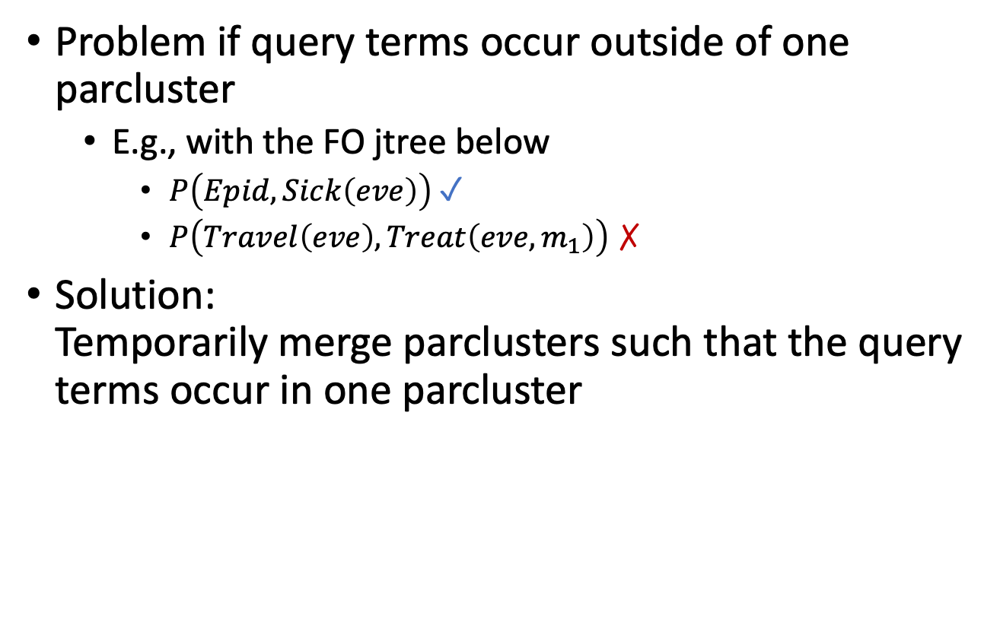 • Problem if query terms occur outside of one
parcluster
• E.g., with the FO jtree below
• P(Epid, Sick(eve)) ✓
• P(Travel(eve), Treat(eve, m₁)) ✗
• Solution:
Temporarily merge parclusters such that the query
terms occur in one parcluster